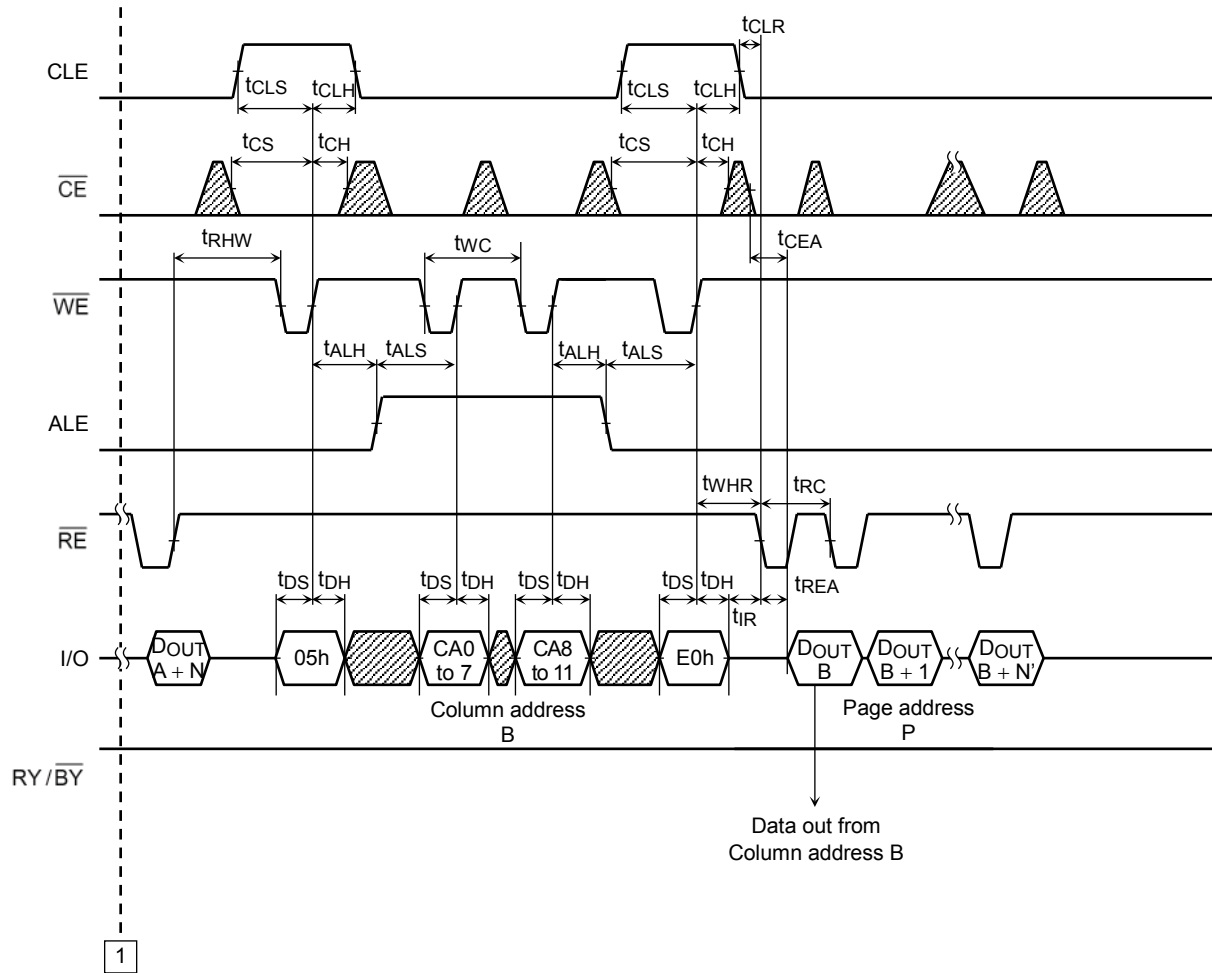 tCLR
CLE
tCLS tCLH tCLS tCLH
tCS tCH tCS tCH
CE
tCEA
tRHW tWC
WE
tALH tALS tALH tALS
ALE
tWHR tRC
RE
tDS tDH tDS tDH tDS tDH tDS tDH tREA
tIR
I/O
DOUT
A + N
05h
CA0
to 7
CA8
to 11
E0h
DOUT
B
DOUT
B + 1
DOUT
B + N'
Column address
B
Page address
P
RY/BY
Data out from
Column address B
1